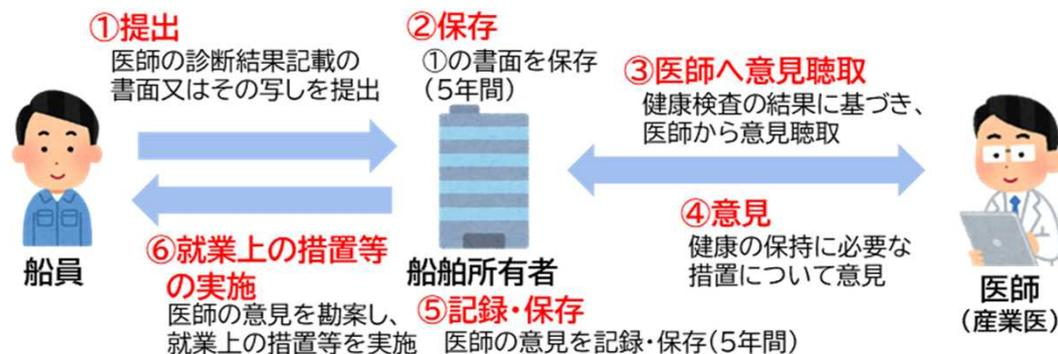 ①提出
医師の診断結果記載の
書面又はその写しを提出
②保存
①の書面を保存
(5年間)
③医師へ意見聴取
健康検査の結果に基づき、
医師から意見聴取
④意見
健康の保持に必要な
措置について意見
船員
船舶所有者
医師
(産業医)
⑤記録・保存
医師の意見を記録・保存(5年間)
⑥就業上の措置等
の実施
医師の意見を勘案し、
就業上の措置等を実施